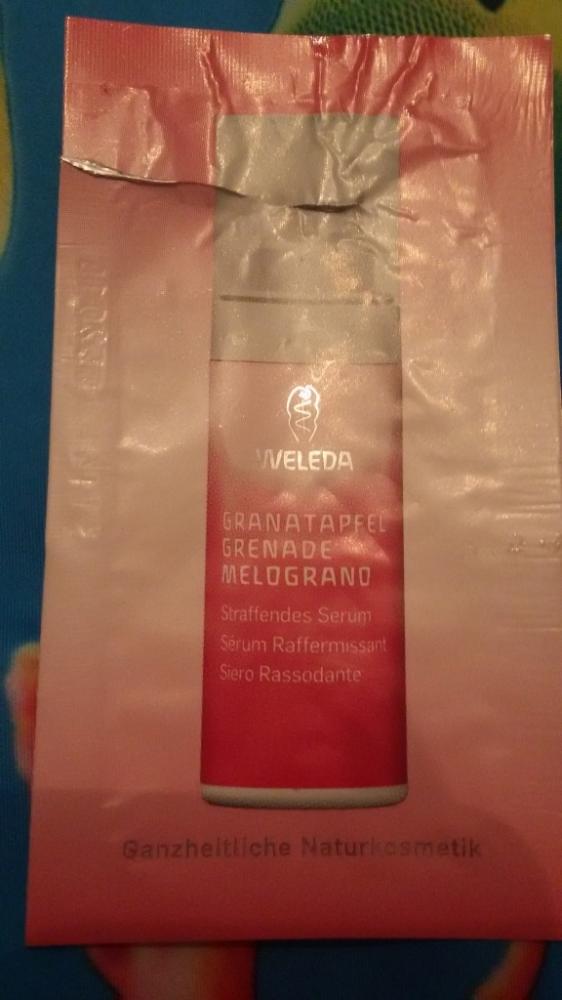 WELEDA
GRANATAPFEL
GRENADE
MELOGRANO
Straffendes Serum
Sérum Raffermissant
Siero Rassodante
Ganzheitliche Naturkosmetik